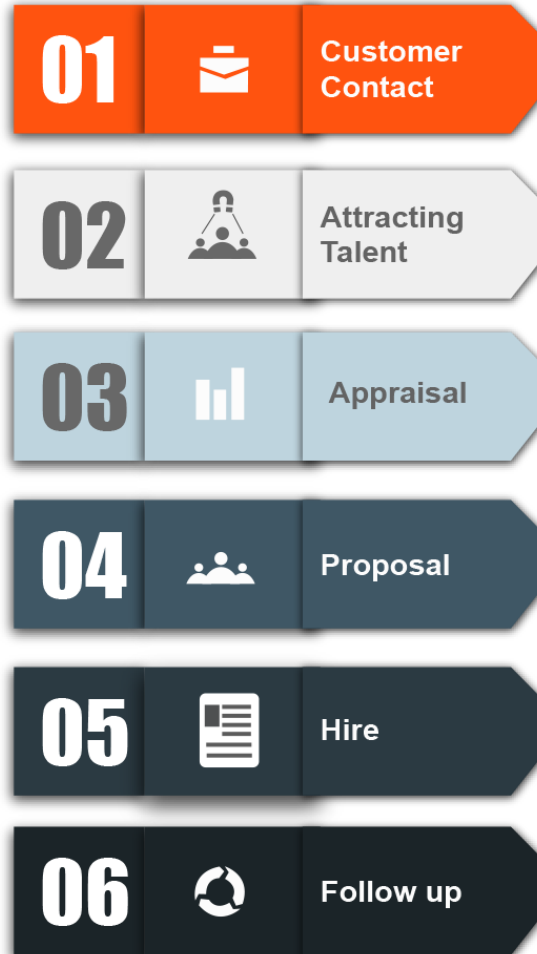 01
Customer
Contact
02
Attracting
Talent
03
Appraisal
04
Proposal
05
Hire
06
Follow up